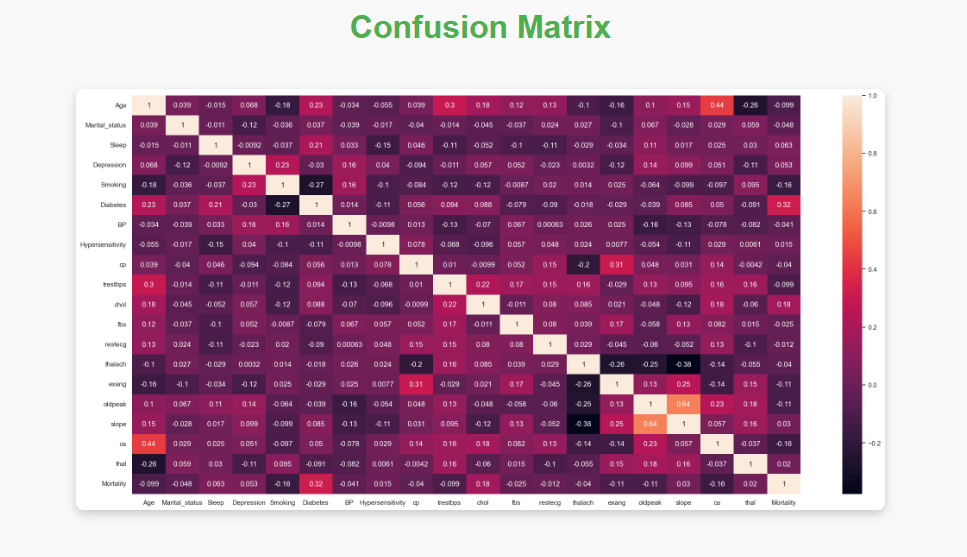 Confusion Matrix
Age 1 0.039 -0.015 0.068 -0.18 0.23 -0.034 -0.055 0.039 0.3 0.18 0.12 0.13 -0.1 -0.16 0.1 0.15 0.44 -0.26 -0.099
Marital_status 0.039 1 -0.011 -0.12 -0.036 0.037 -0.039 -0.017 -0.04 -0.014 -0.045 -0.037 0.024 0.027 -0.1 0.067 -0.028 0.029 0.059 -0.048
Sleep -0.015 -0.011 1 -0.0092 -0.037 0.21 0.033 -0.15 0.046 -0.11 -0.052 -0.1 -0.11 -0.029 -0.034 0.11 0.017 0.025 0.03 0.063
Depression 0.068 -0.12 -0.0092 1 0.23 -0.03 0.16 0.04 -0.094 -0.011 0.057 0.052 -0.023 0.0032 -0.12 0.14 0.099 0.051 -0.11 0.053
Smoking -0.18 -0.036 -0.037 0.23 1 -0.27 0.16 -0.1 -0.084 -0.12 -0.12 -0.0087 0.02 0.014 0.025 -0.064 -0.099 -0.097 0.095 -0.16
Diabetes 0.23 0.037 0.21 -0.03 -0.27 1 0.014 -0.11 0.056 0.094 0.088 -0.079 -0.09 -0.018 -0.029 -0.039 0.085 0.05 -0.091 0.32
BP -0.034 -0.039 0.033 0.16 0.16 0.014 1 -0.0098 0.013 -0.13 -0.07 0.067 0.00063 0.026 0.025 -0.16 -0.13 -0.078 -0.082 -0.041
Hypersensitivity -0.055 -0.017 -0.15 0.04 -0.1 -0.11 -0.0098 1 0.078 -0.068 -0.096 0.057 0.048 0.024 0.0077 -0.054 -0.11 0.029 0.0061 0.015
cp 0.039 -0.04 0.046 -0.094 -0.084 0.056 0.013 0.078 1 0.01 -0.0099 0.052 0.15 -0.2 0.31 0.048 0.031 0.14 -0.0042 -0.04
trestbps 0.3 -0.014 -0.11 -0.011 -0.12 0.094 -0.13 -0.068 0.01 1 0.22 0.17 0.15 0.16 -0.029 0.13 0.095 0.16 0.16 -0.099
chol 0.18 -0.045 -0.052 0.057 -0.12 0.088 -0.07 -0.096 -0.0099 0.22 1 -0.011 0.08 0.085 0.021 -0.048 -0.12 0.18 -0.06 0.18
fbs 0.12 -0.037 -0.1 0.052 -0.0087 -0.079 0.067 0.057 0.052 0.17 -0.011 1 0.08 0.039 0.17 -0.058 0.13 0.082 0.015 -0.025
restecg 0.13 0.024 -0.11 -0.023 0.02 -0.09 0.00063 0.048 0.15 0.15 0.08 0.08 1 0.029 -0.045 -0.06 -0.052 0.13 -0.1 -0.012
thalach -0.1 0.027 -0.029 0.0032 0.014 -0.018 0.026 0.024 -0.2 0.16 0.085 0.039 0.029 1 -0.26 -0.25 -0.38 -0.14 -0.055 -0.04
exang -0.16 -0.1 -0.034 -0.12 0.025 -0.029 0.025 0.0077 0.31 -0.029 0.021 0.17 -0.045 -0.26 1 0.13 0.25 -0.14 0.15 -0.11
oldpeak 0.1 0.067 0.11 0.14 -0.064 -0.039 -0.16 -0.054 0.048 0.13 -0.048 -0.058 -0.06 -0.25 0.13 1 0.64 0.23 0.18 -0.11
slope 0.15 -0.028 0.017 0.099 -0.099 0.085 -0.13 -0.11 0.031 0.095 -0.12 0.13 -0.052 -0.38 0.25 0.64 1 0.057 0.16 0.03
ca 0.44 0.029 0.025 0.051 -0.097 0.05 -0.078 0.029 0.14 0.16 0.18 0.082 0.13 -0.14 -0.14 0.23 0.057 1 -0.037 -0.16
thal -0.26 0.059 0.03 -0.11 0.095 -0.091 -0.082 0.0061 -0.0042 0.16 -0.06 0.015 -0.1 -0.055 0.15 0.18 0.16 -0.037 1 0.02
Mortality -0.099 -0.048 0.063 0.053 -0.16 0.32 -0.041 0.015 -0.04 -0.099 0.18 -0.025 -0.012 -0.04 -0.11 -0.11 0.03 -0.16 0.02 1
Age Marital_status Sleep Depression Smoking Diabetes BP Hypersensitivity cp trestbps chol fbs restecg thalach exang oldpeak slope ca thal Mortality
1.0
0.8
0.6
0.4
0.2
0.0
-0.2